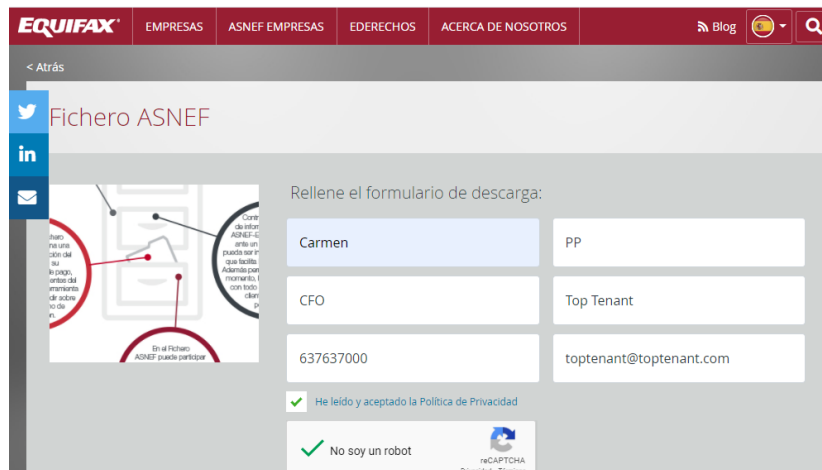 EQUIFAX EMPRESAS ASNEF EMPRESAS EDERECHOS ACERCA DE NOSOTROS Blog
< Atrás
Fichero ASNEF
Rellene el formulario de descarga:
Carmen PP
CFO Top Tenant
637637000 toptenant@toptenant.com
He leído y aceptado la Política de Privacidad
No soy un robot
reCAPTCHA
in
En el Fichero
ASNEF puede participar